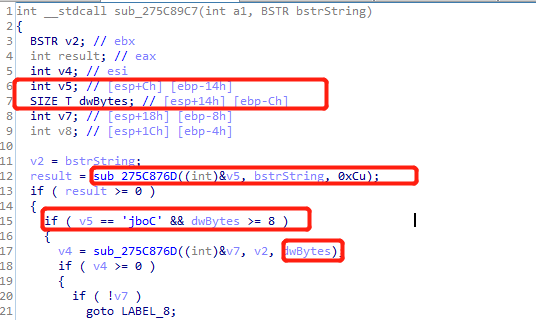 1 int __stdcall sub_275C89C7(int a1, BSTR bstrString)
2 {
3 BSTR v2; // ebx
4 int result; // eax
5 int v4; // esi
6 int v5; // [esp+Ch] [ebp-14h]
7 SIZE_T dwBytes; // [esp+14h] [ebp-Ch]
8 int v7; // [esp+18h] [ebp-8h]
9 int v8; // [esp+1Ch] [ebp-4h]
10
11 v2 = bstrString;
12 result = sub_275C876D((int)&v5, bstrString, 0xCu);
13 if ( result >= 0 )
14 {
15 if ( v5 == 'jboC' && dwBytes >= 8 )
16 {
17 v4 = sub_275C876D((int)&v7, v2, dwBytes);
18 if ( v4 >= 0 )
19 {
20 if ( !v7 )
21 goto LABEL_8;